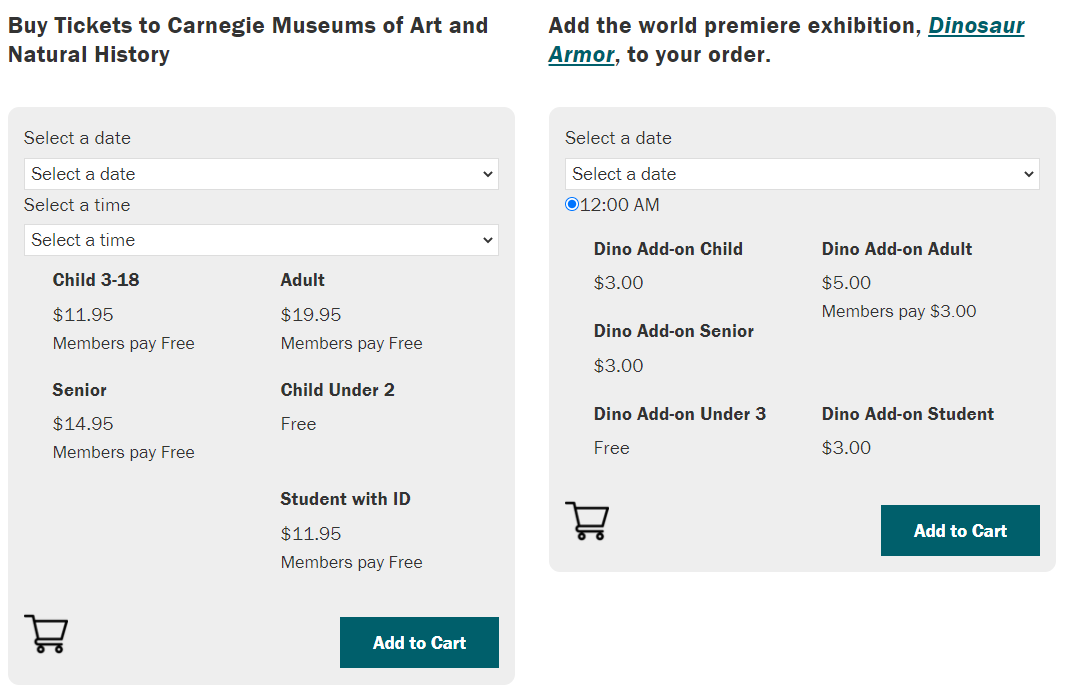 Buy Tickets to Carnegie Museums of Art and
Natural History
Select a date
Select a date
Select a time
Select a time
Child 3-18
$11.95
Members pay Free
Adult
$19.95
Members pay Free
Senior
$14.95
Members pay Free
Child Under 2
Free
Student with ID
$11.95
Members pay Free
Add to Cart
Add the world premiere exhibition, Dinosaur
Armor, to your order.
Select a date
Select a date
12:00 AM
Dino Add-on Child
$3.00
Dino Add-on Adult
$5.00
Members pay $3.00
Dino Add-on Senior
$3.00
Dino Add-on Under 3
Free
Dino Add-on Student
$3.00
Add to Cart